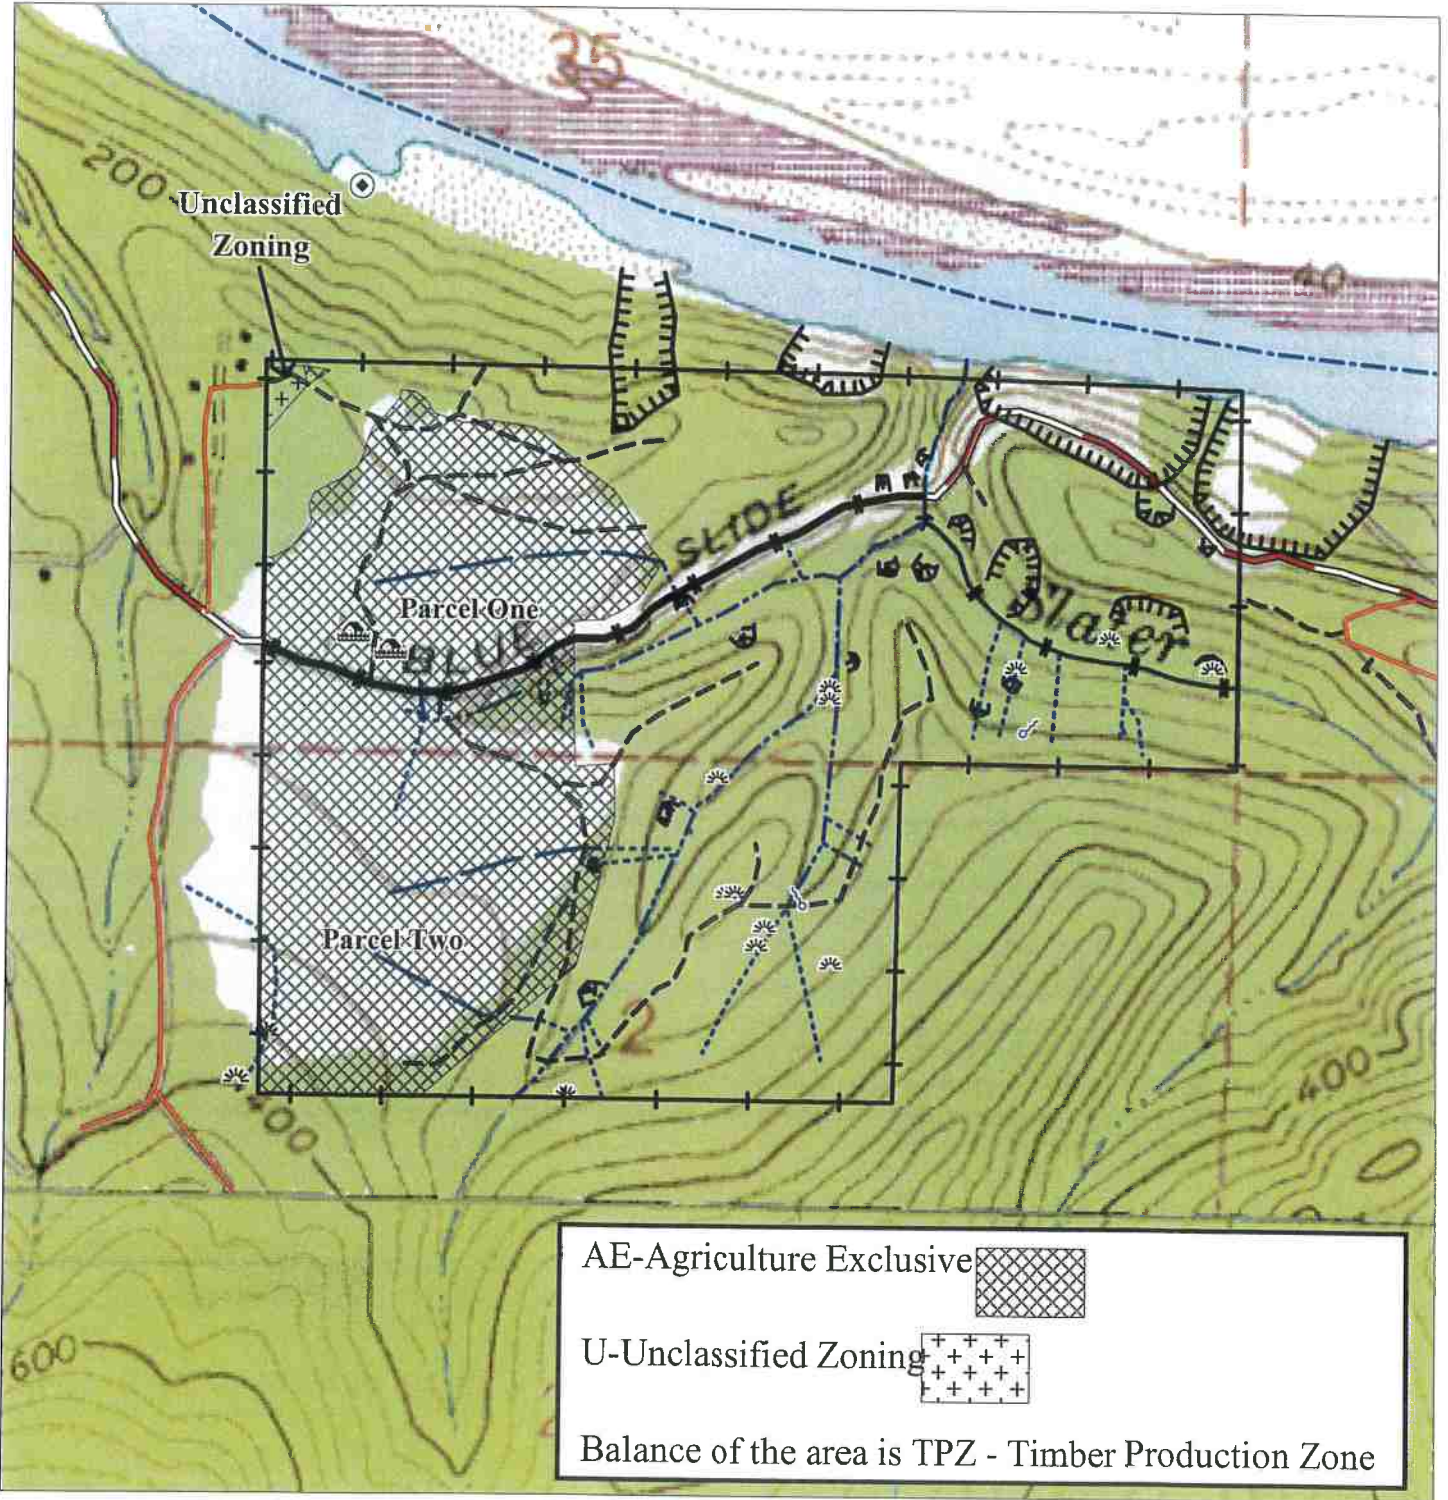 35
200
Unclassified
Zoning
40
SLIDE
Parcel One
BLUE
Slater
Parcel Two
2
400
400
600
AE-Agriculture Exclusive
U-Unclassified Zoning
Balance of the area is TPZ - Timber Production Zone